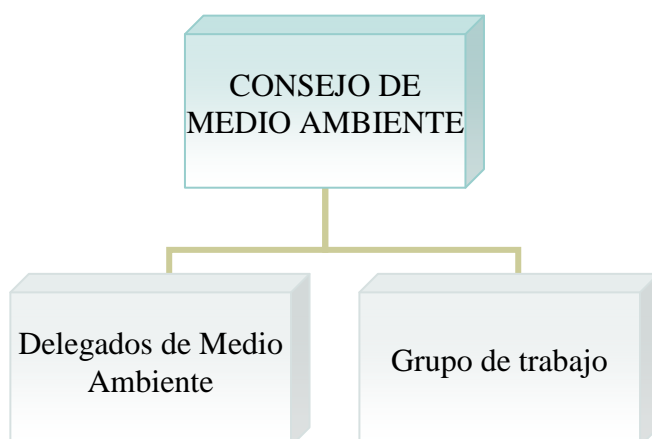 CONSEJO DE
MEDIO AMBIENTE
Delegados de Medio
Ambiente
Grupo de trabajo